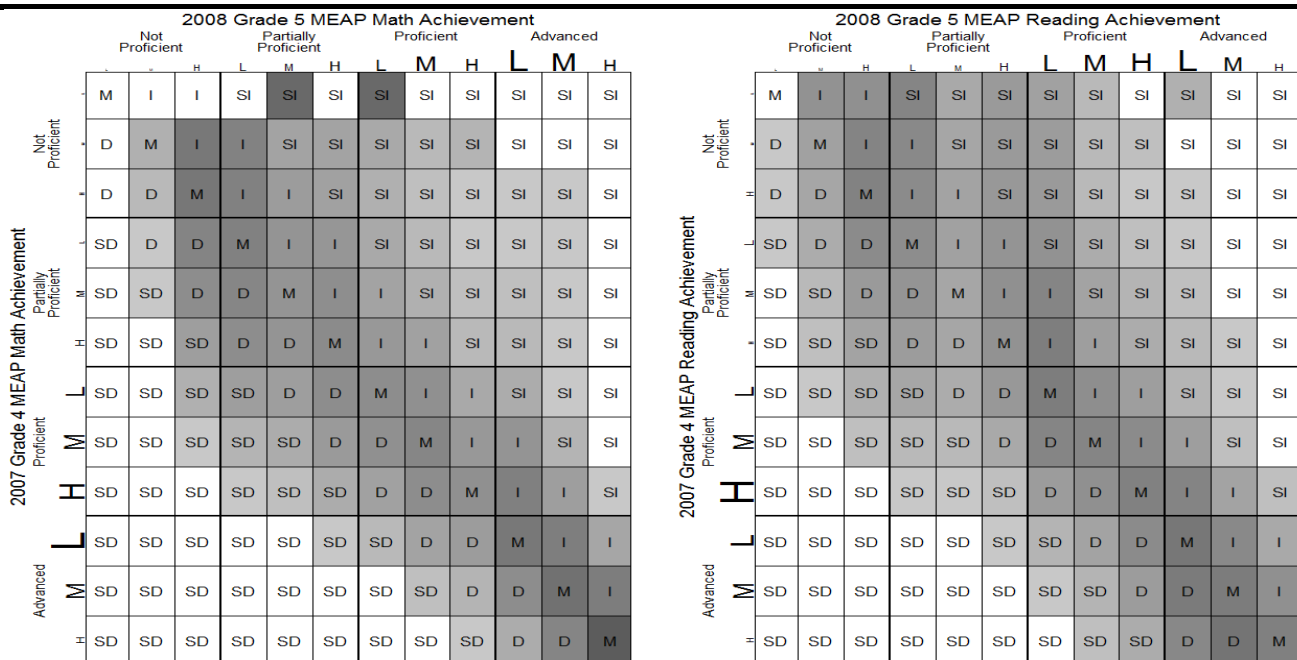 2008 Grade 5 MEAP Math Achievement
Not Proficient
Partially Proficient
Proficient
Advanced
H L M H L M H L M H
2007 Grade 4 MEAP Math Achievement
Not Proficient
Partially Proficient
Proficient
Advanced
M I I SI SI SI SI SI SI SI SI SI
D M I I SI SI SI SI SI SI SI SI
H D D M I I SI SI SI SI SI SI SI
L SD D D M I I SI SI SI SI SI SI
M SD SD D D M I I SI SI SI SI SI
H SD SD SD D D M I I SI SI SI SI
L SD SD SD SD D D M I I SI SI SI
M SD SD SD SD SD D D M I I SI SI
H SD SD SD SD SD SD D D M I I SI
L SD SD SD SD SD SD SD D D M I I
M SD SD SD SD SD SD SD SD D D M I
H SD SD SD SD SD SD SD SD SD D D M
2008 Grade 5 MEAP Reading Achievement
Not Proficient
Partially Proficient
Proficient
Advanced
M H L M H L M H L M H
2007 Grade 4 MEAP Reading Achievement
Not Proficient
Partially Proficient
Proficient
Advanced
M I I SI SI SI SI SI SI SI SI SI
D M I I SI SI SI SI SI SI SI SI
H D D M I I SI SI SI SI SI SI SI
L SD D D M I I SI SI SI SI SI SI
M SD SD D D M I I SI SI SI SI SI
SD SD SD D D M I I SI SI SI SI
L SD SD SD SD D D M I I SI SI SI
M SD SD SD SD SD D D M I I SI SI
H SD SD SD SD SD SD D D M I I SI
L SD SD SD SD SD SD SD D D M I I
M SD SD SD SD SD SD SD SD D D M I
H SD SD SD SD SD SD SD SD SD D D M